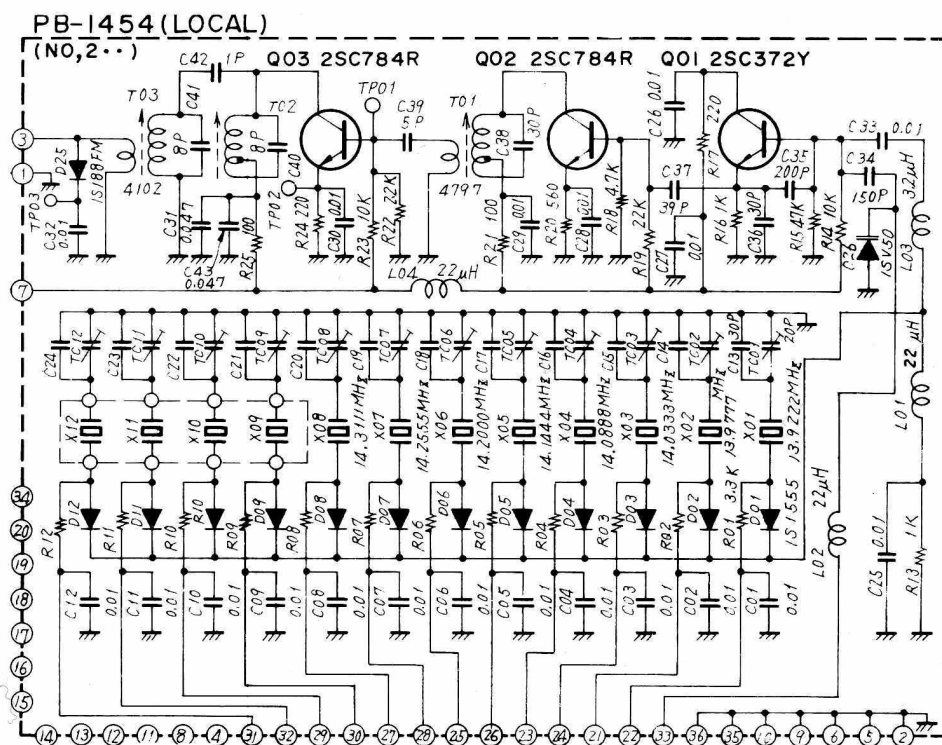 PB-1454 (LOCAL)
(NO,2··)
Q03 2SC784R
Q02 2SC784R
Q01 2SC372Y
C42 1P
TP01
C39
5P
T03
C41
8P
T02
8P
C40
T01
C38
30P
C26 0.01
220
R17
C33 0.01
C34
150P
C35
200P
32μH
L03
3
1
7
D25
1S188FM
TP03
C32
0.01
4102
C31
0.047
C43
0.047
R25
100
TP02
R24 220
C30
0.01
R23
10K
R22
22K
4797
R21 100
C29
0.01
R20 560
C28
0.01
R18 4.7K
R19
22K
C37
39P
C27
0.01
R16 1K
C36
30P
R15 47K
R14
10K
1SV50
L04
22μH
C24
TC12
C23
TC11
C22
TC10
C21
TC09
C20
TC08
C19
TC07
C18
TC06
C17
TC05
C16
TC04
C15
TC03
C14
TC02
C13 30P
TC01
20P
22μH
L01
X12
X11
X10
X09
X08
14.3111MHz
X07
14.2555MHz
X06
14.2000MHz
X05
14.1444MHz
X04
14.0888MHz
X03
14.0333MHz
X02
13.9777MHz
X01
13.9222MHz
34
20
19
18
17
16
15
R12
D12
R11
D11
R10
D10
R09
D09
R08
D08
R07
D07
R06
D06
R05
D05
R04
D04
R03
D03
R02
D02
R01
3.3K
D01
1S1555
22μH
L02
C25
0.01
R13 1K
C12
0.01
C11
0.01
C10
0.01
C09
0.01
C08
0.01
C07
0.01
C06
0.01
C05
0.01
C04
0.01
C03
0.01
C02
0.01
C01
0.01
14 13 12 11 8 4 31 32 29 30 27 28 25 26 23 24 21 22 33 36 35 10 9 6 5 2